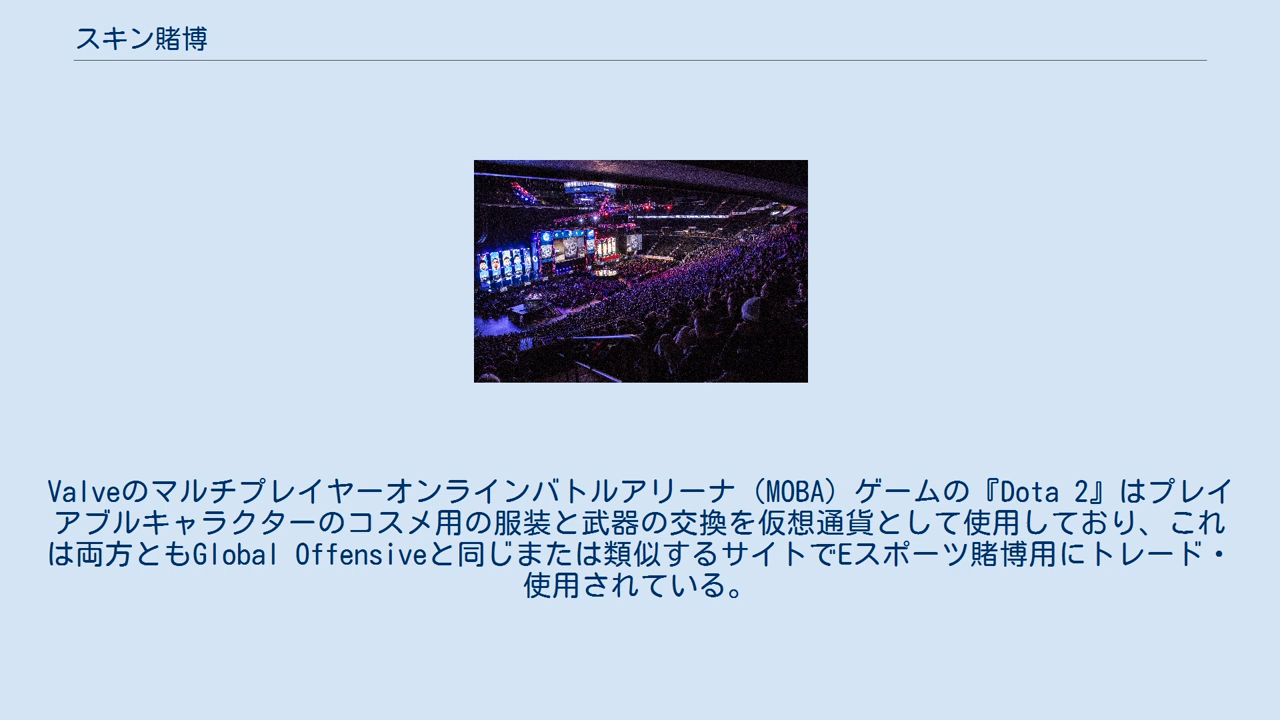 スキン賭博
Valveのマルチプレイヤーオンラインバトルアリーナ（MOBA）ゲームの『Dota 2』はプレイ
アブルキャラクターのコスメ用の服装と武器の交換を仮想通貨として使用しており、これ
は両方ともGlobal Offensiveと同じまたは類似するサイトでEスポーツ賭博用にトレード・
使用されている。